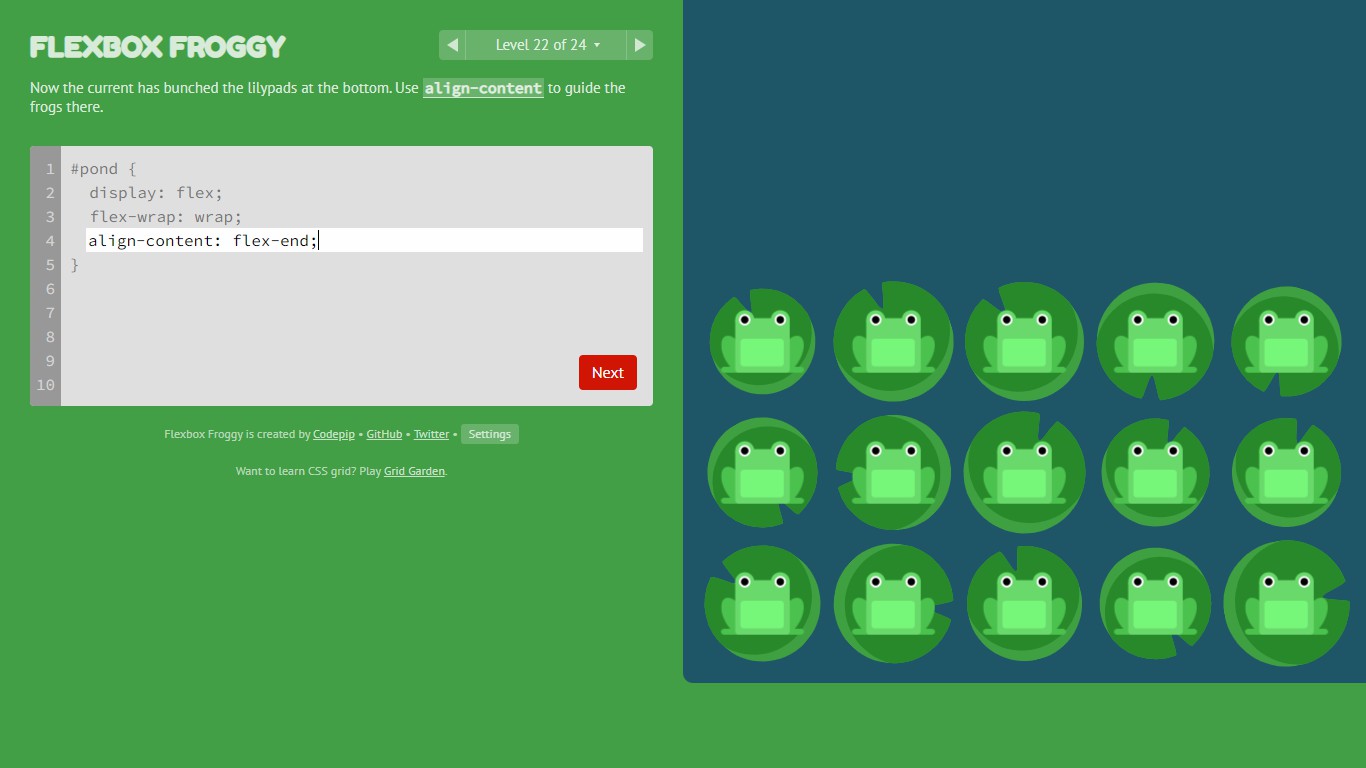 FLEXBOX FROGGY
Level 22 of 24
Now the current has bunched the lilypads at the bottom. Use align-content to guide the
frogs there.
1 #pond {
2 display: flex;
3 flex-wrap: wrap;
4 align-content: flex-end;
5 }
6
7
8
9
10
Next
Flexbox Froggy is created by Codepip • GitHub • Twitter • Settings
Want to learn CSS grid? Play Grid Garden.